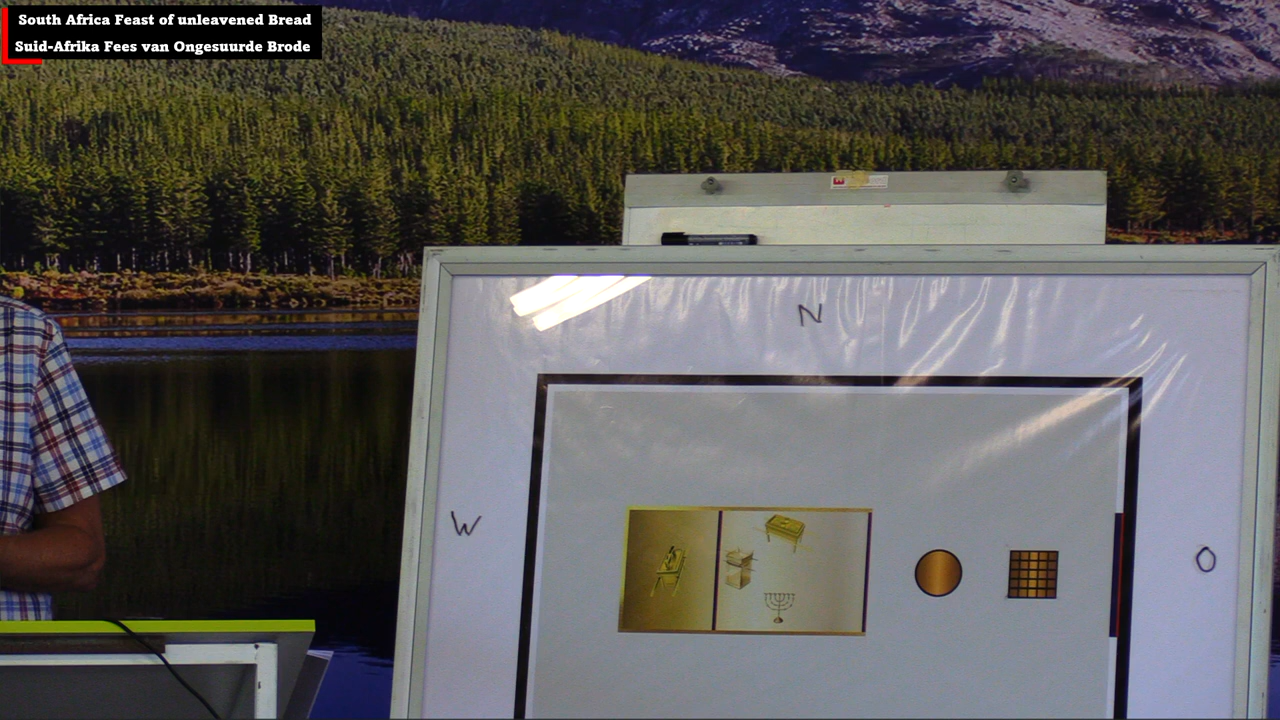 South Africa Feast of unleavened Bread
Suid-Afrika Fees van Ongesuurde Brode
N
W
O